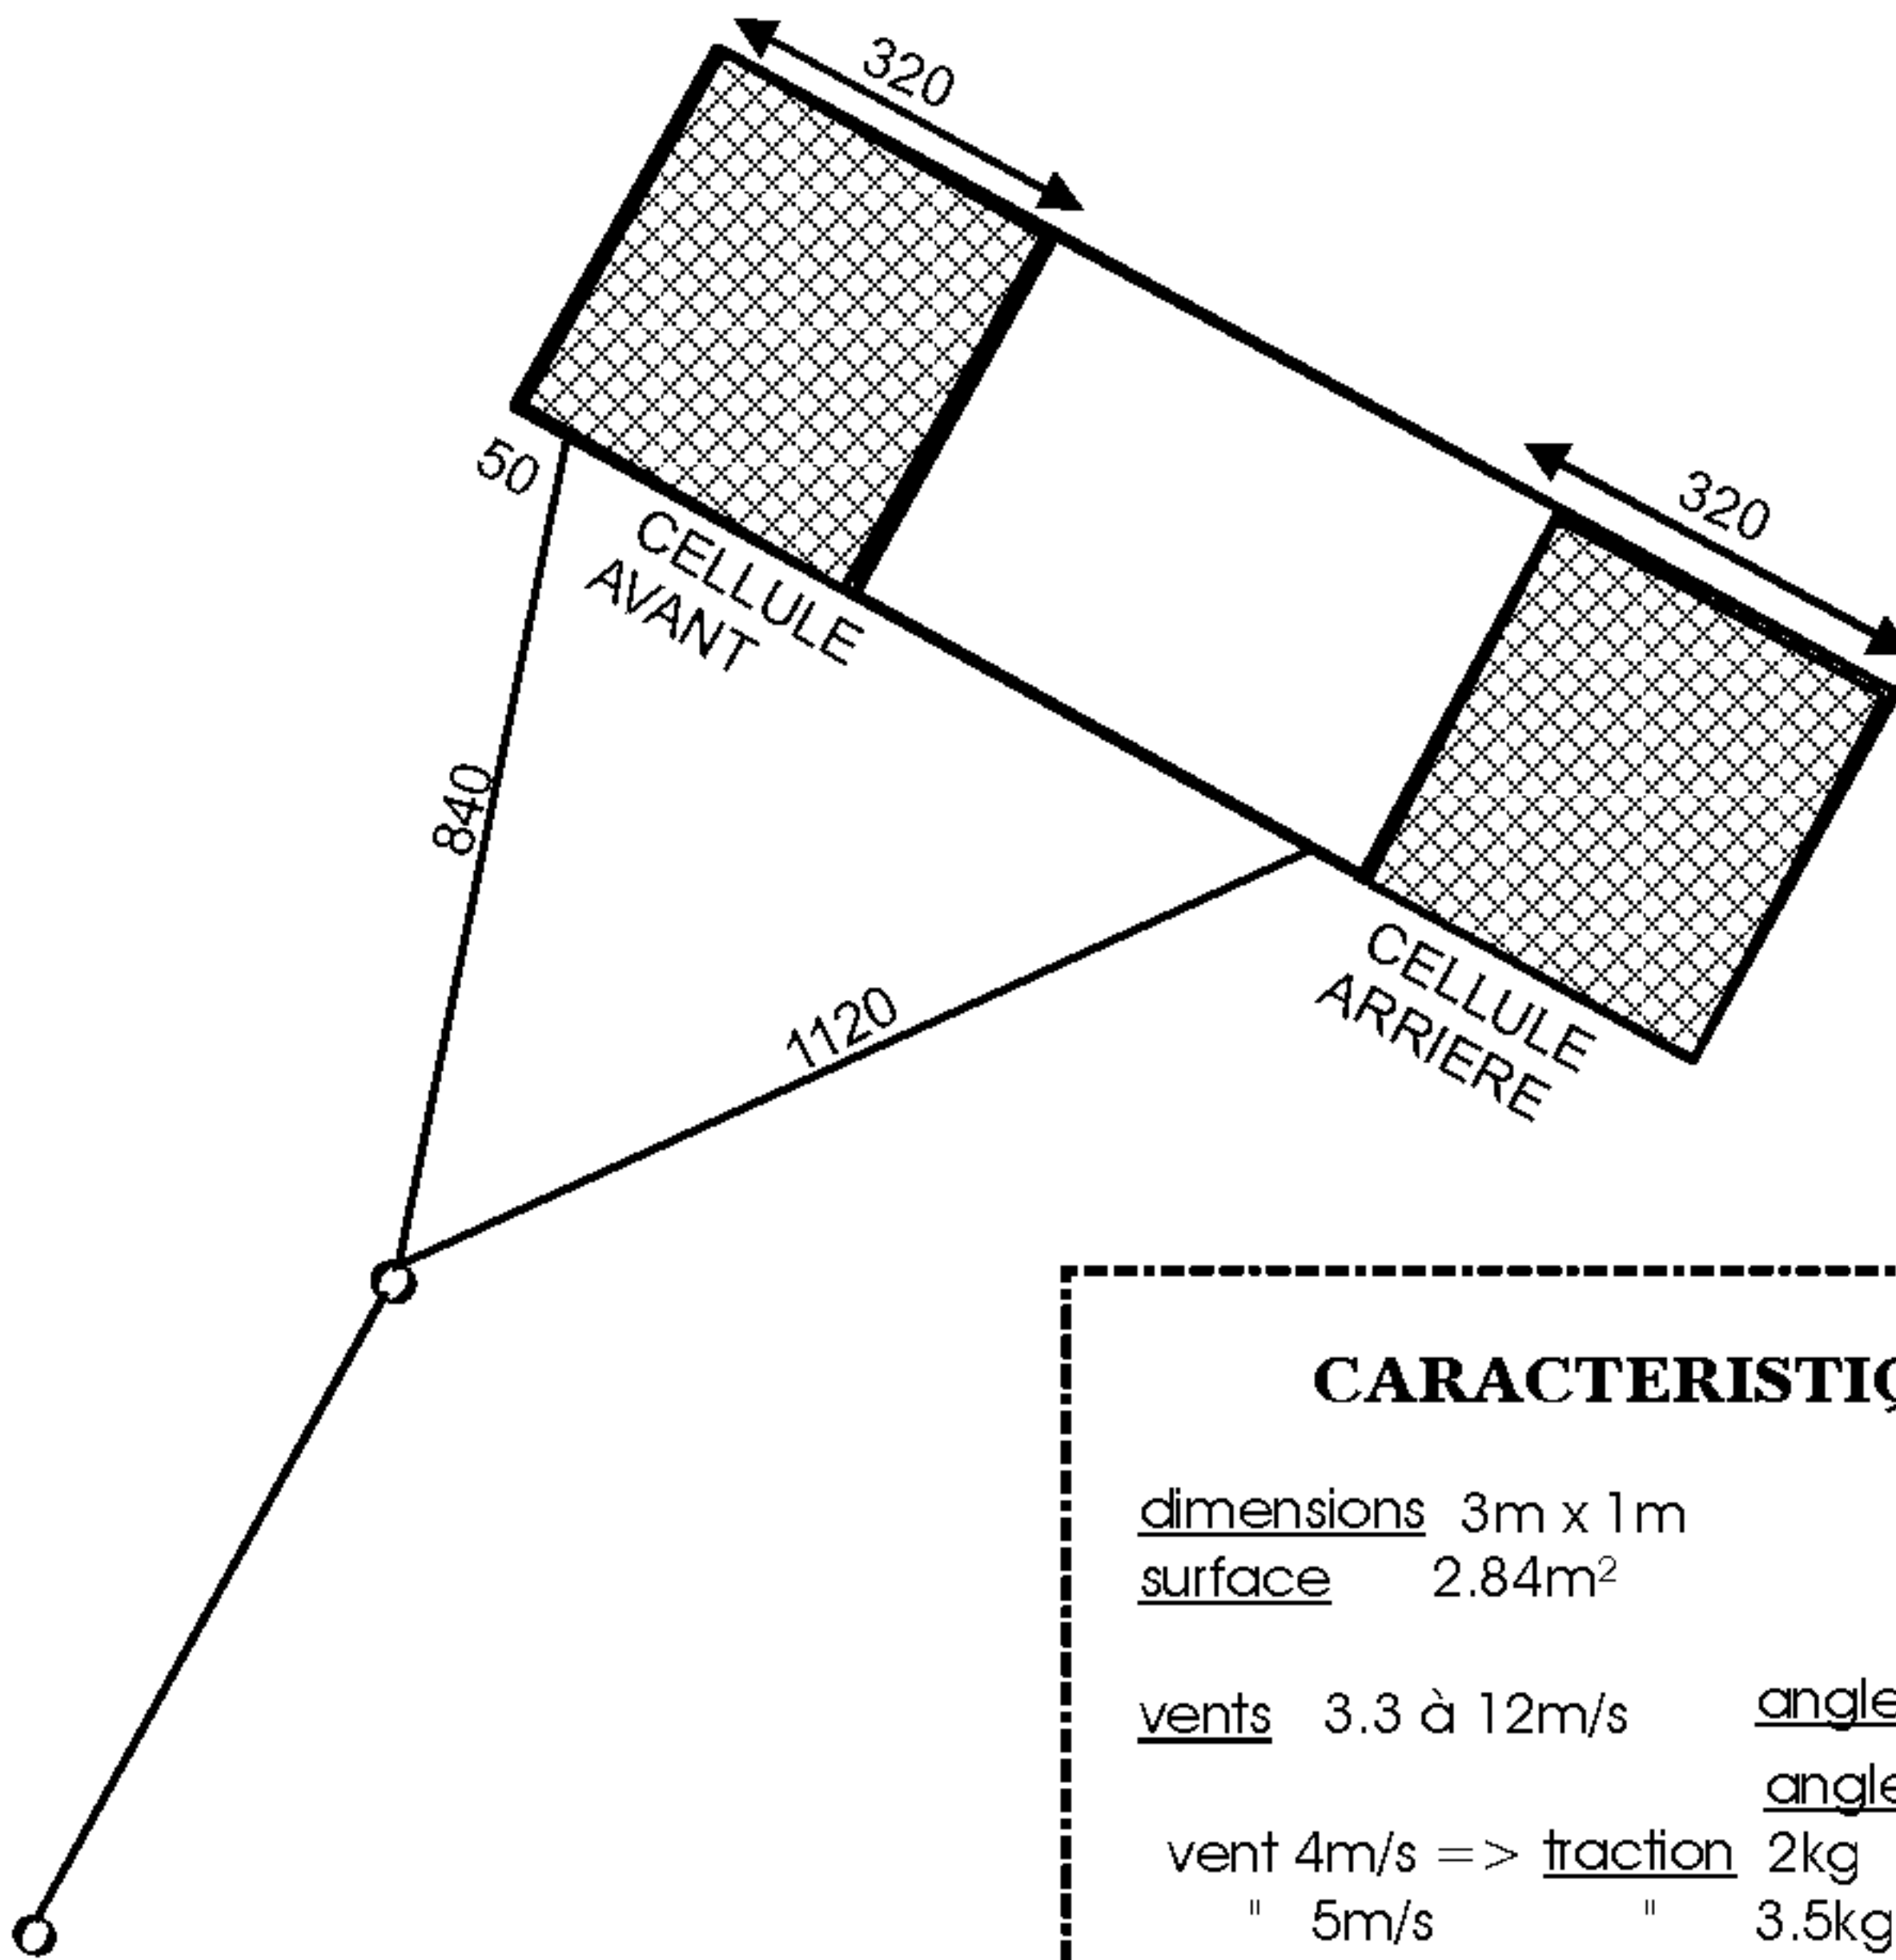 320
320
50
CELLULE
AVANT
840
CELLULE
ARRIERE
1120
dimensions 3m x 1m
surface 2.84m²
vents 3.3 à 12m/s
vent 4m/s => traction 2kg
" 5m/s " 3.5kg